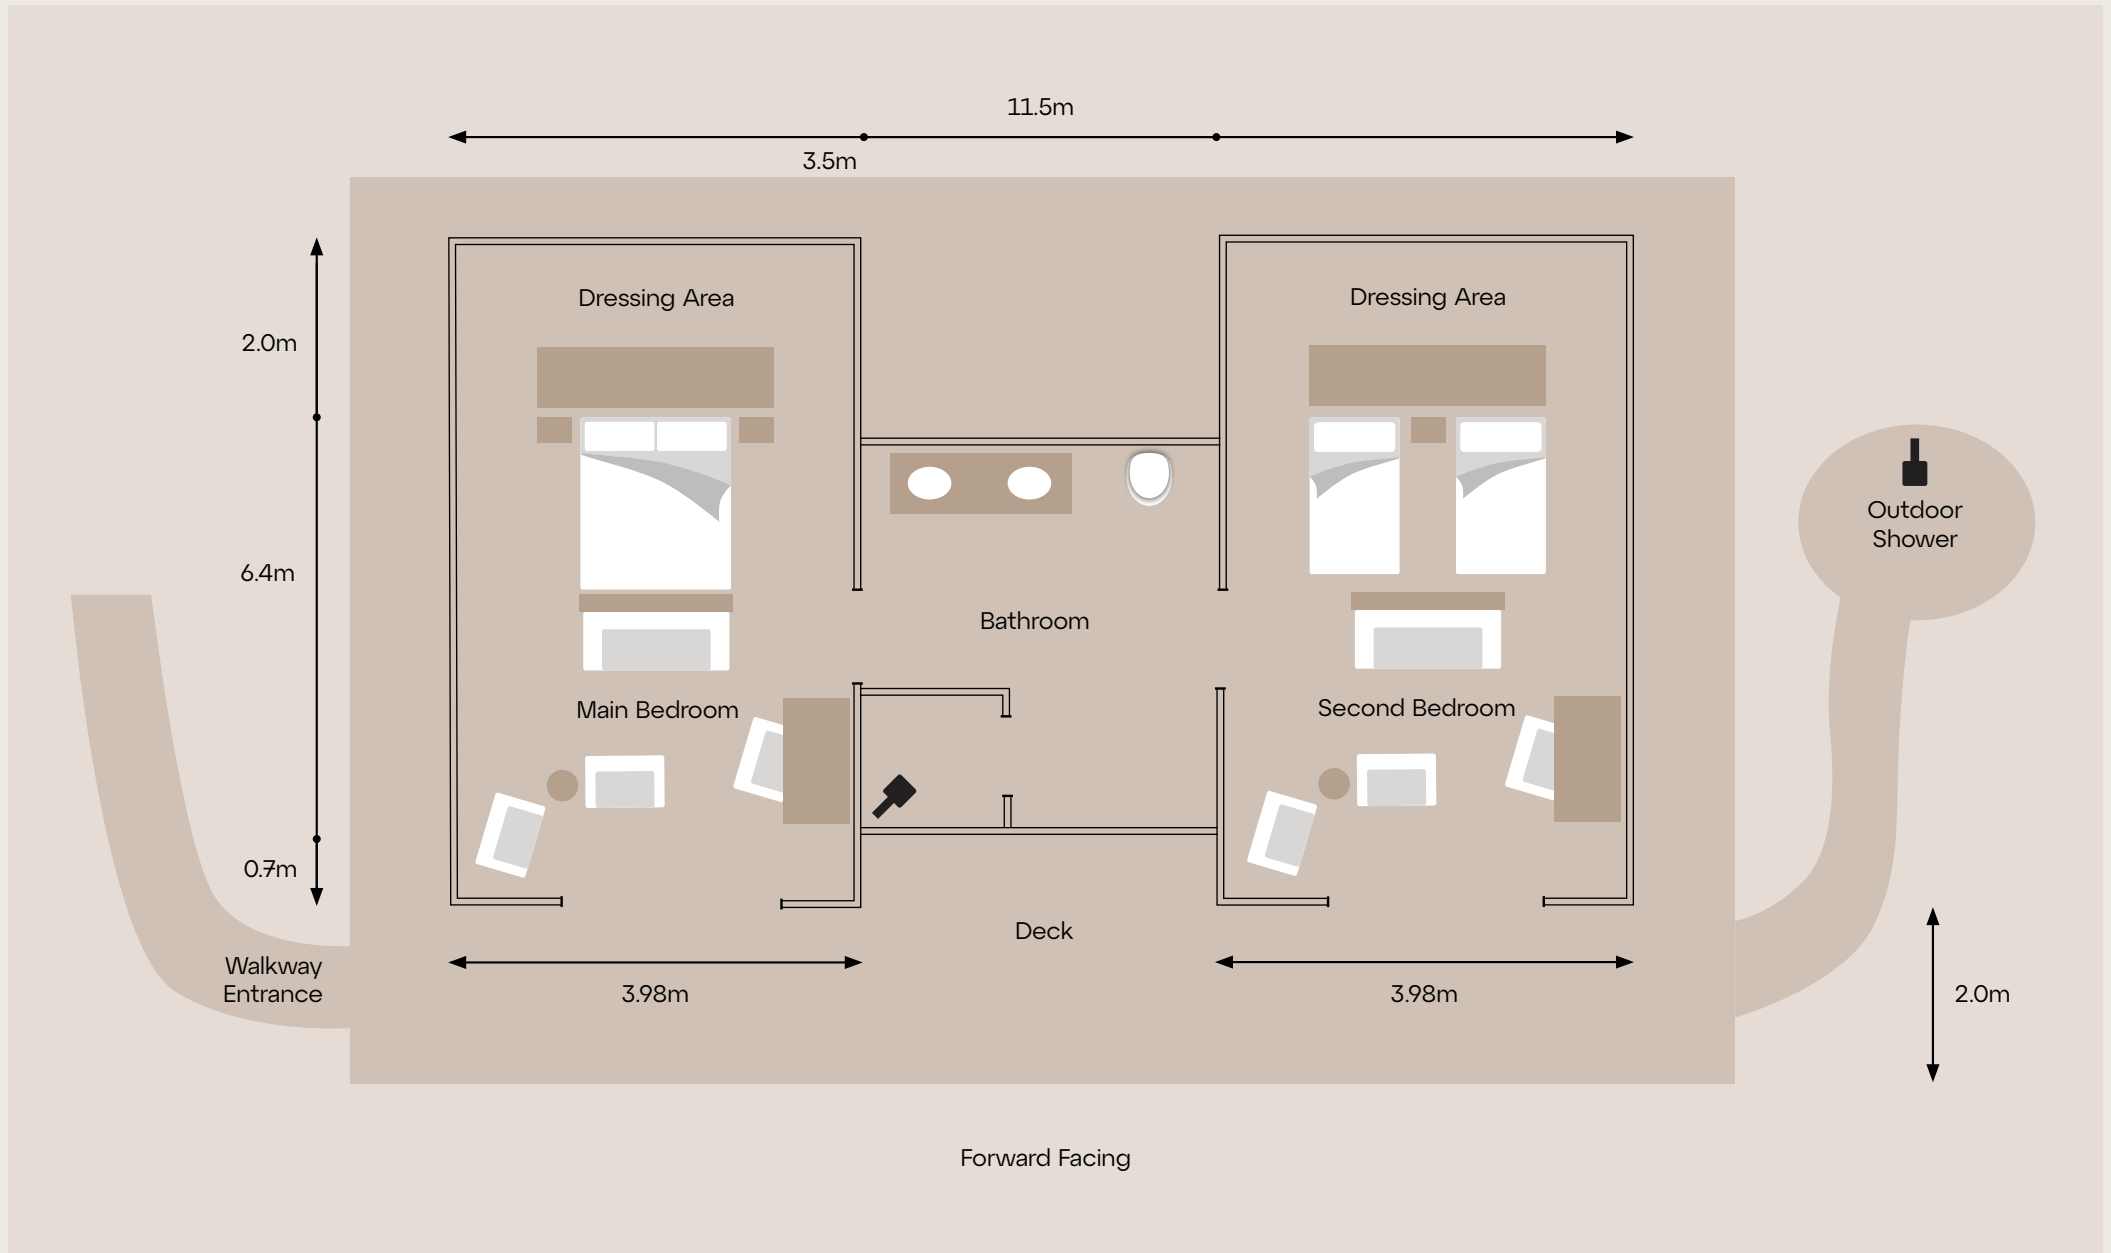 11.5m
3.5m
Dressing Area
Dressing Area
2.0m
Outdoor
Shower
6.4m
Bathroom
Main Bedroom
Second Bedroom
0.7m
Deck
Walkway
Entrance
3.98m
3.98m
2.0m
Forward Facing